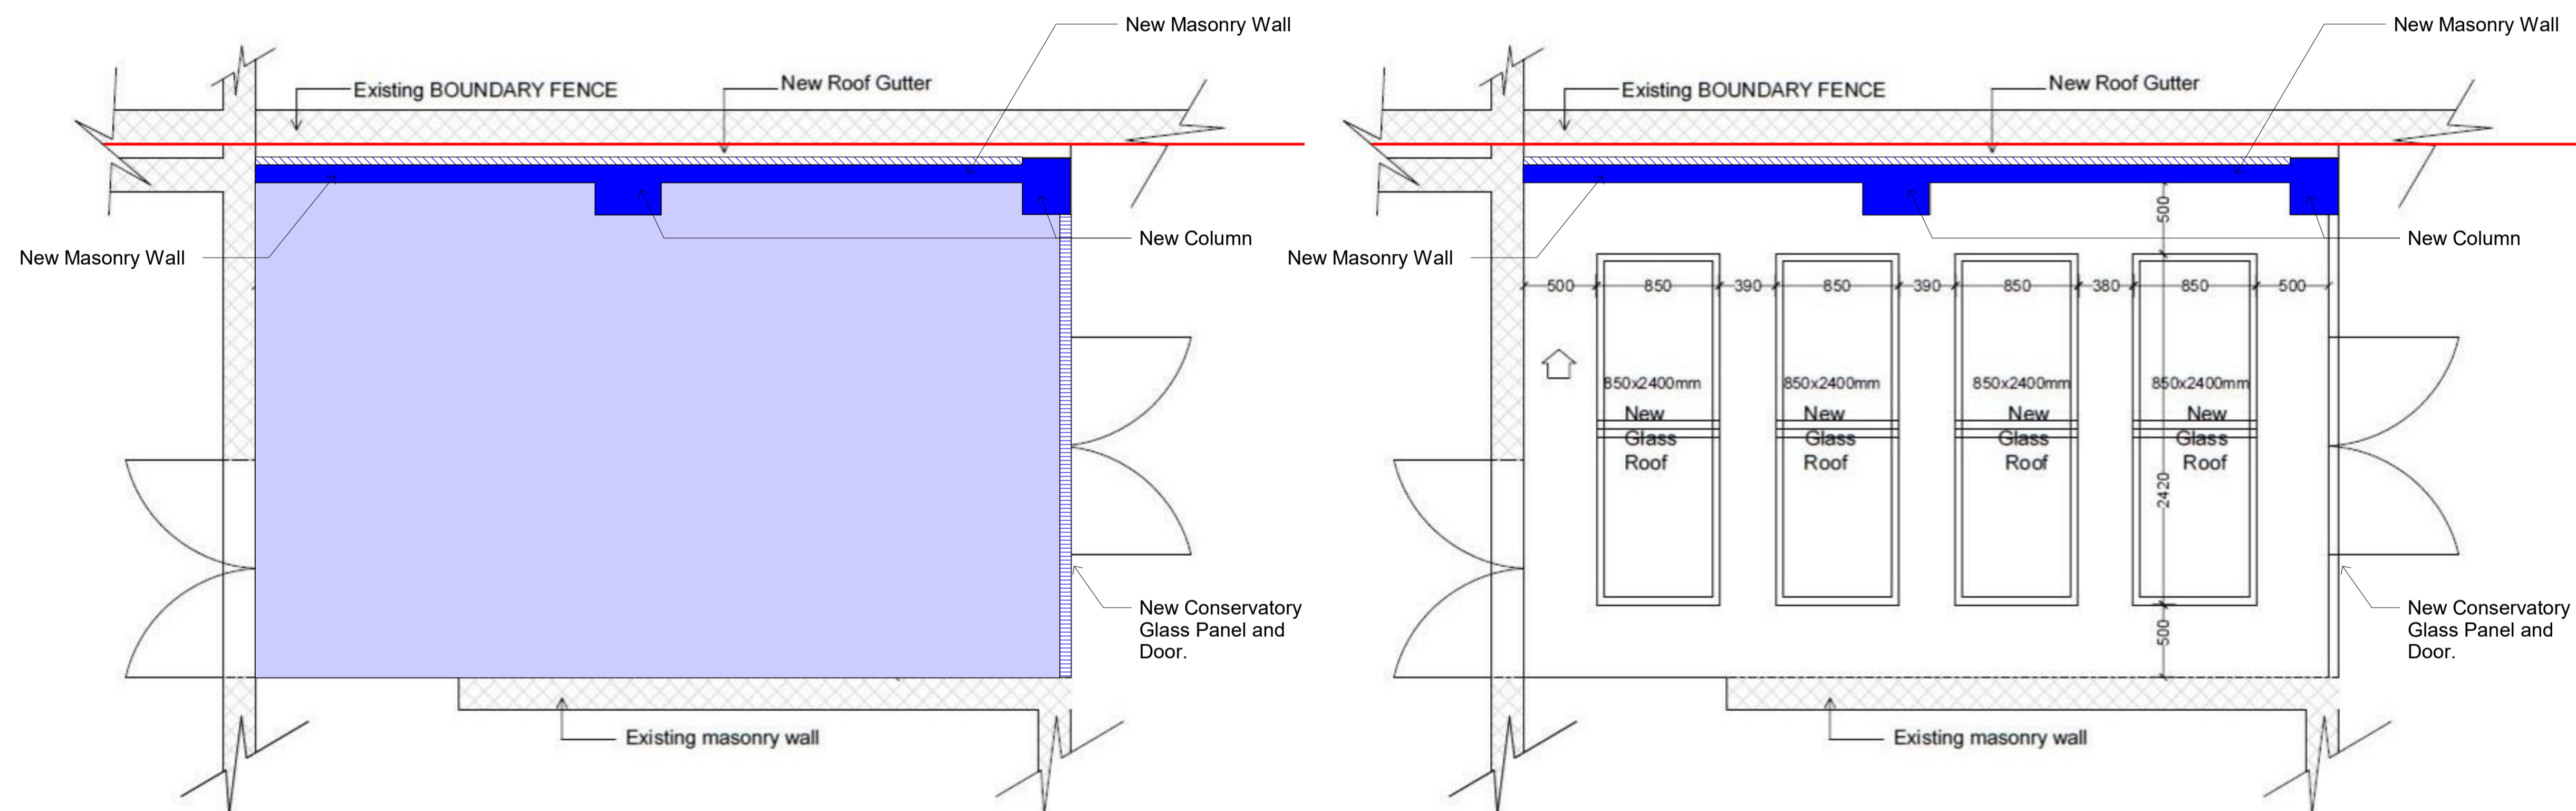 New Masonry Wall
Existing BOUNDARY FENCE
New Roof Gutter
New Column
New Masonry Wall
New Conservatory
Glass Panel and
Door.
Existing masonry wall
New Masonry Wall
Existing BOUNDARY FENCE
New Roof Gutter
500
New Column
New Masonry Wall
500
850
390
850
390
850
380
850
500
850x2400mm
New
Glass
Roof
850x2400mm
New
Glass
Roof
850x2400mm
New
Glass
Roof
850x2400mm
New
Glass
Roof
2420
500
New Conservatory
Glass Panel and
Door.
Existing masonry wall